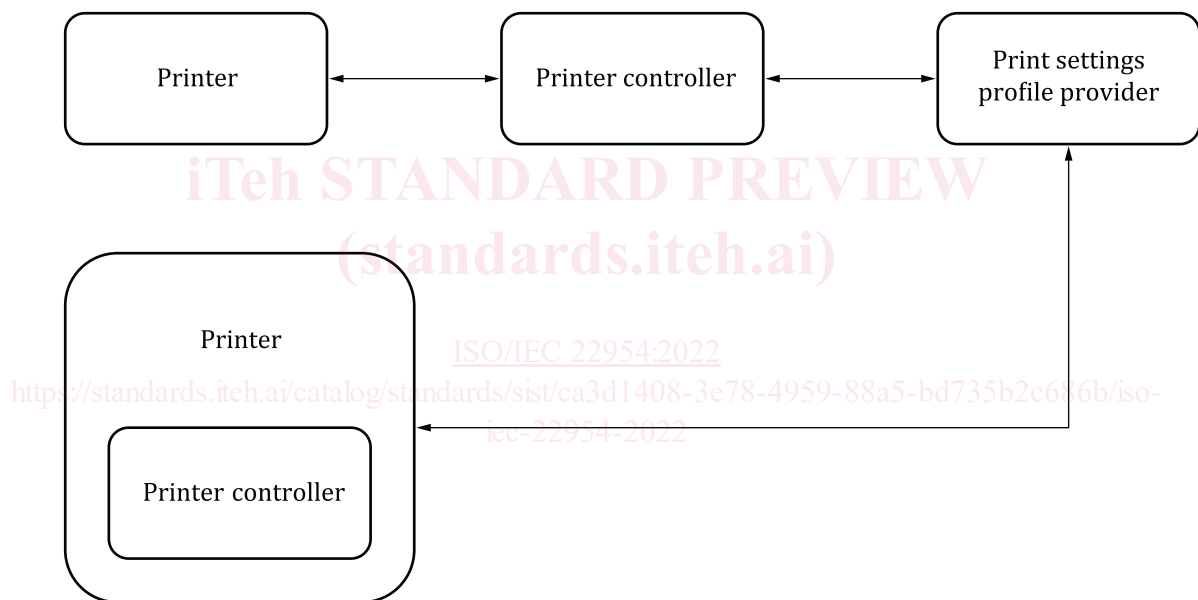 Printer
Printer controller
Print settings
profile provider
iTeh STANDARD PREVIEW
(standards.iteh.ai)
Printer
ISO/IEC 22954:2022
https://standards.iteh.ai/catalog/standards/sist/ca3d1408-3e78-4959-88a5-bd735b2c686b/iso-
iec-22954-2022
Printer controller